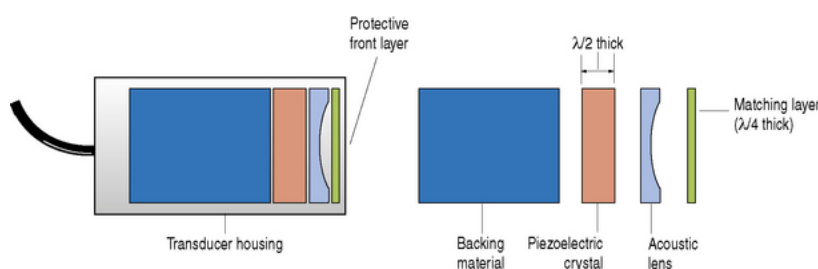 Protective
front layer
λ/2 thick
Matching layer
(λ/4 thick)
Transducer housing
Backing
material
Piezoelectric
crystal
Acoustic
lens